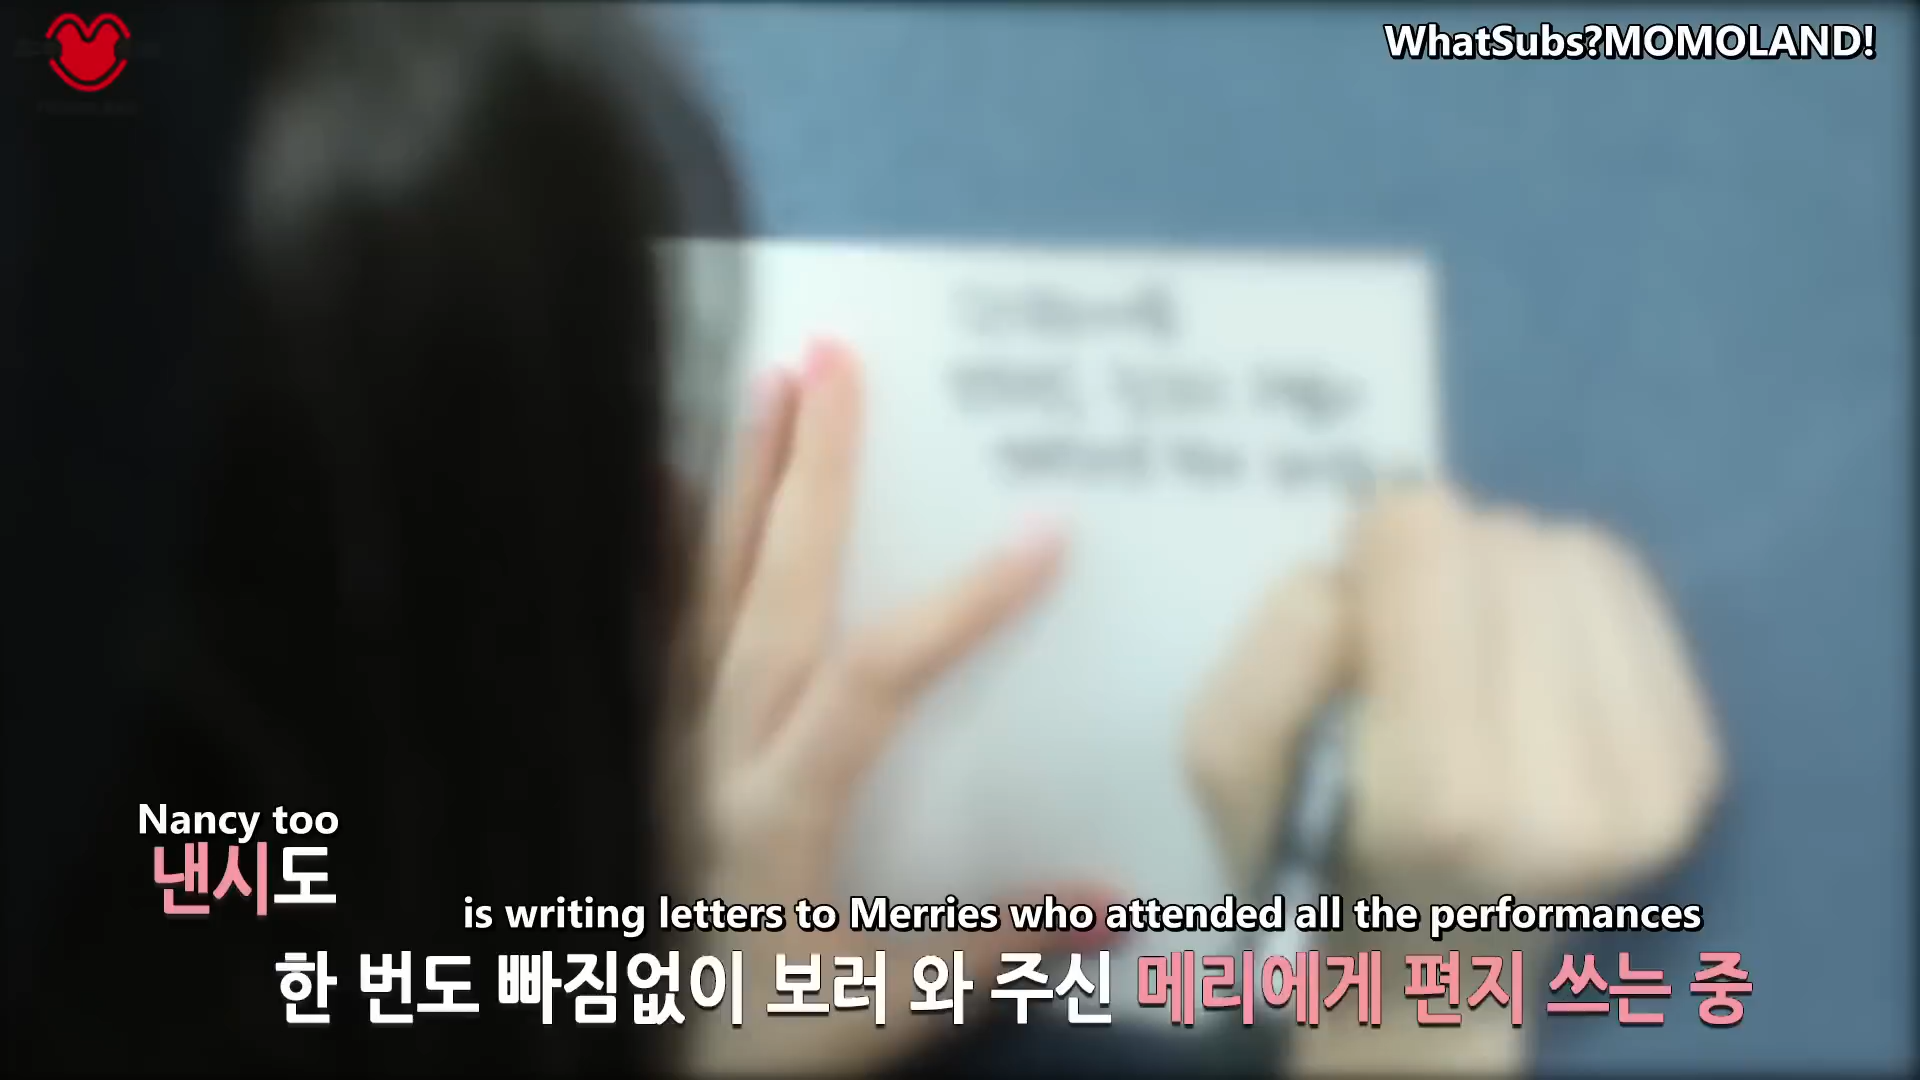 WhatSubs?MOMOLAND!
Nancy too
낸시도
is writing letters to Merries who attended all the performances
한 번도 빠짐없이 보러 와 주신 메리에게 편지 쓰는 중